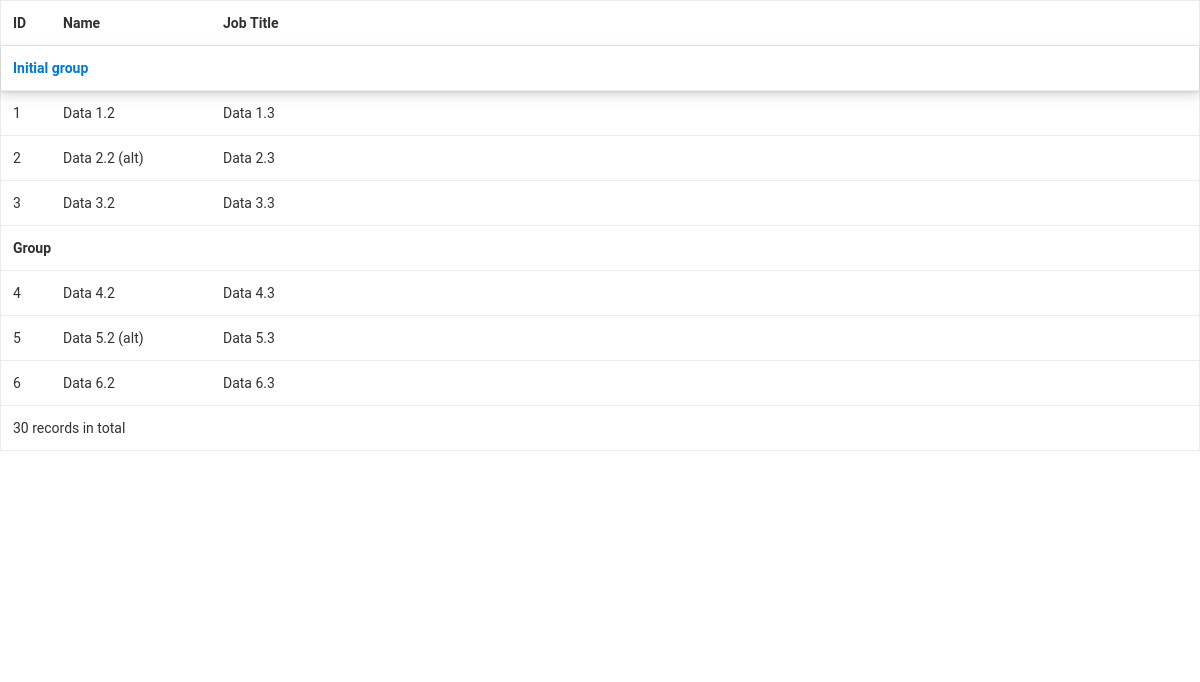 ID Name Job Title
Initial group
1 Data 1.2 Data 1.3
2 Data 2.2 (alt) Data 2.3
3 Data 3.2 Data 3.3
Group
4 Data 4.2 Data 4.3
5 Data 5.2 (alt) Data 5.3
6 Data 6.2 Data 6.3
30 records in total